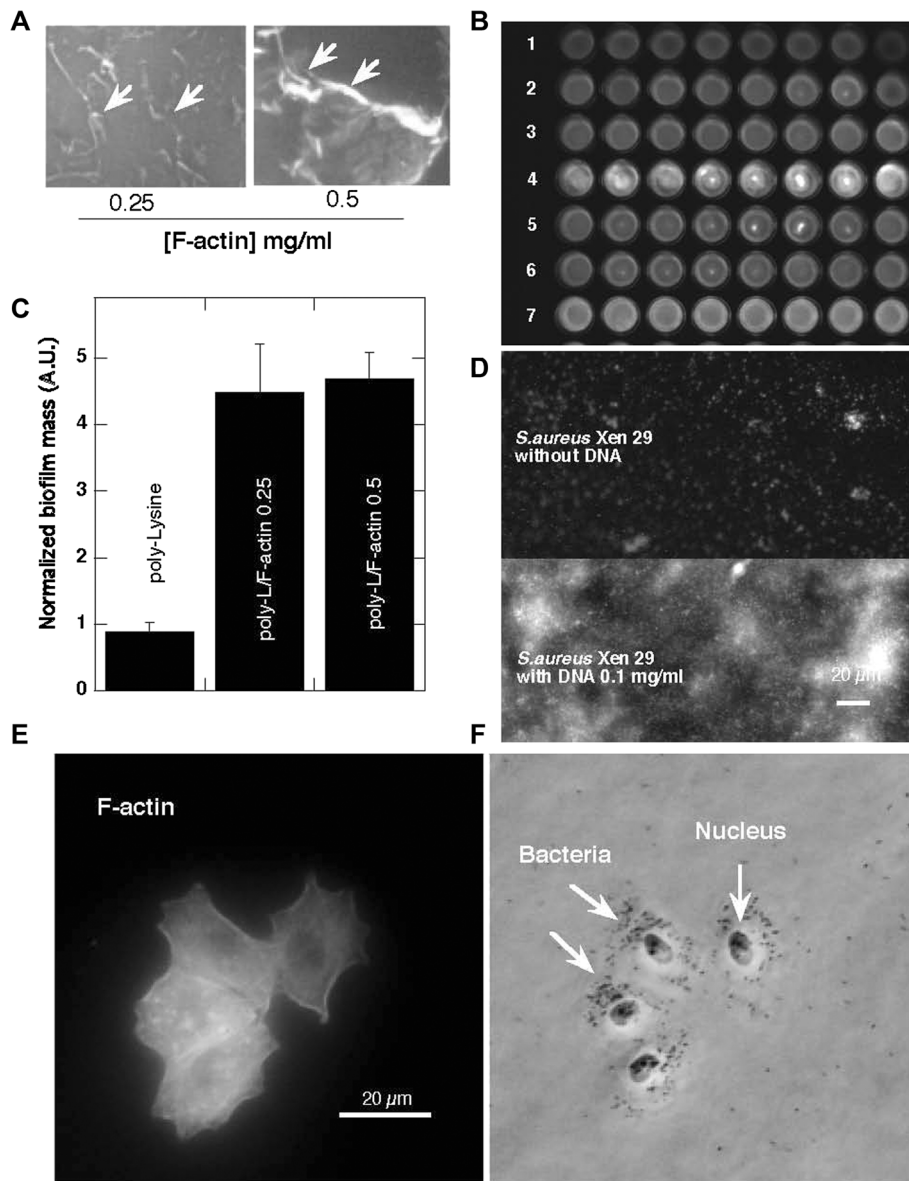 A
0.25
0.5
[F-actin] mg/ml
B
1
2
3
4
5
6
7
C
Normalized biofilm mass (A.U.)
5
4
3
2
1
0
poly-Lysine
poly-L/F-actin 0.25
poly-L/F-actin 0.5
D
S.aureus Xen 29
without DNA
S.aureus Xen 29
with DNA 0.1 mg/ml
20 μm
E
F-actin
20 μm
F
Bacteria
Nucleus